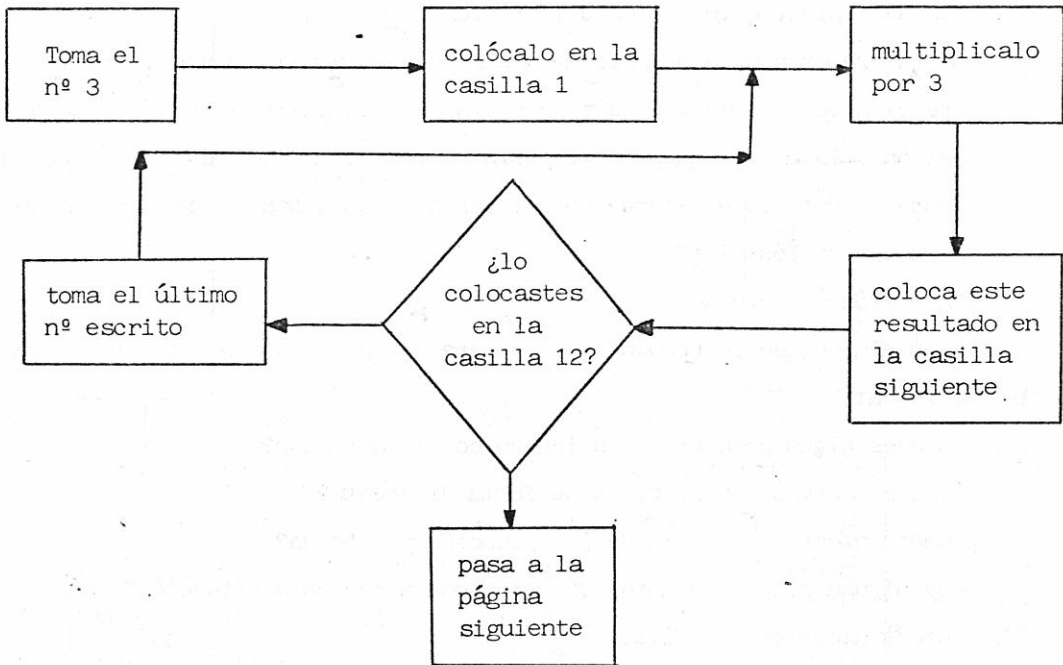 Toma el
nº 3
colócalo en la
casilla 1
multiplicalo
por 3
coloca este
resultado en
la casilla
siguiente
¿lo
colocastes
en la
casilla 12?
toma el último
nº escrito
pasa a la
página
siguiente